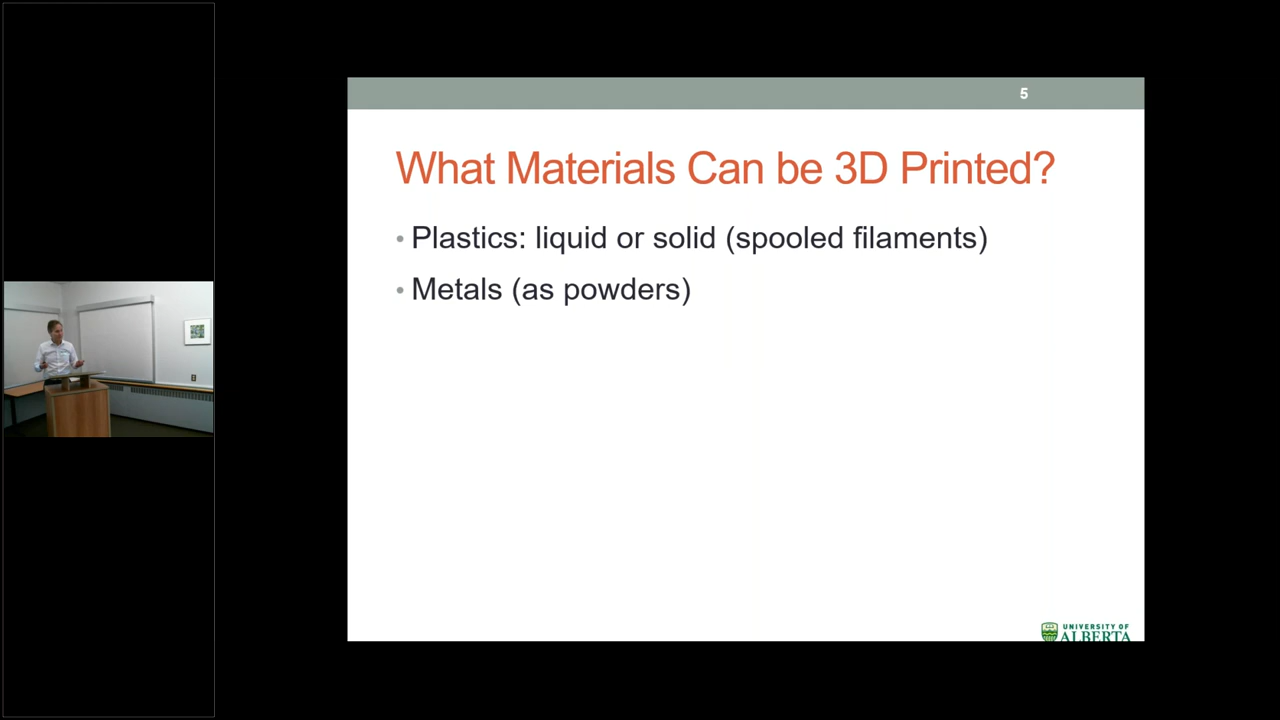 5
What Materials Can be 3D Printed?
• Plastics: liquid or solid (spooled filaments)
• Metals (as powders)
UNIVERSITY OF
ALBERTA